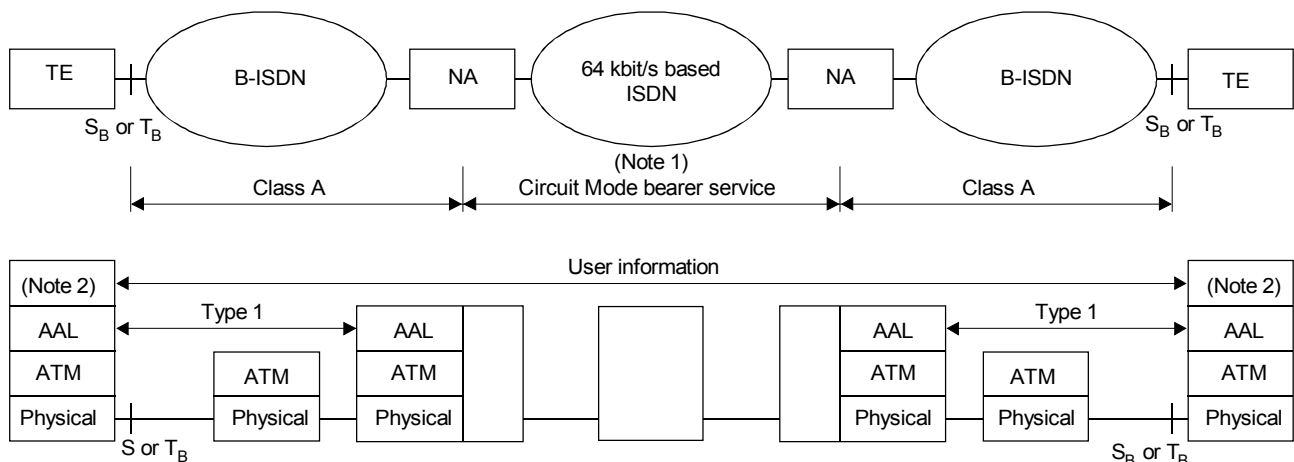 TE
B-ISDN
NA
64 kbit/s based
ISDN
NA
B-ISDN
TE
S_B or T_B
S_B or T_B
(Note 1)
Class A
Circuit Mode bearer service
Class A
(Note 2)
User information
(Note 2)
Type 1
Type 1
AAL
AAL
AAL
AAL
ATM
ATM
ATM
ATM
ATM
ATM
Physical
Physical
Physical
Physical
Physical
Physical
S or T_B
S_B or T_B